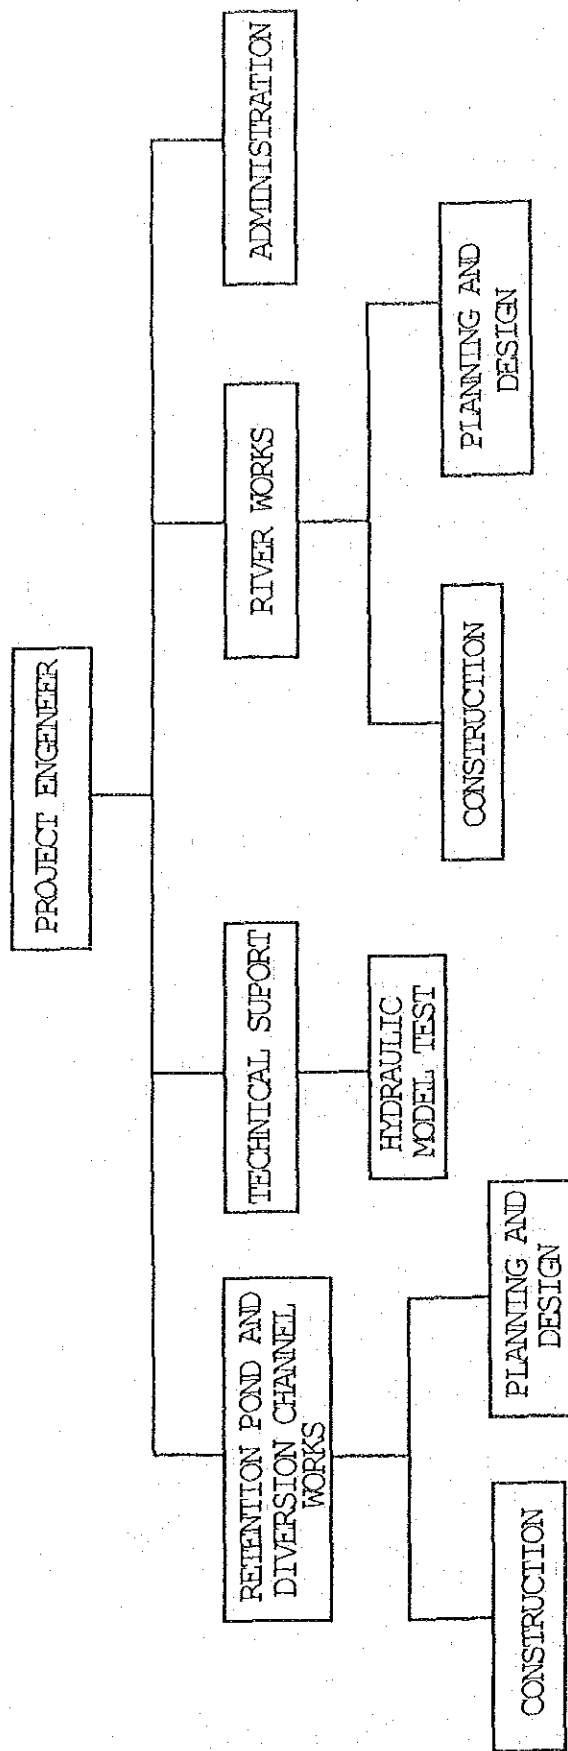 PROJECT ENGENEER
RETENTION POND AND
DIVERSION CHANNEL
WORKS
TECHNICAL SUPORT
RIVER WORKS
ADMINISTRATION
CONSTRUCTION
PLANNING AND
DESIGN
HYDRAULIC
MODEL TEST
CONSTRUCTION
PLANNING AND
DESIGN